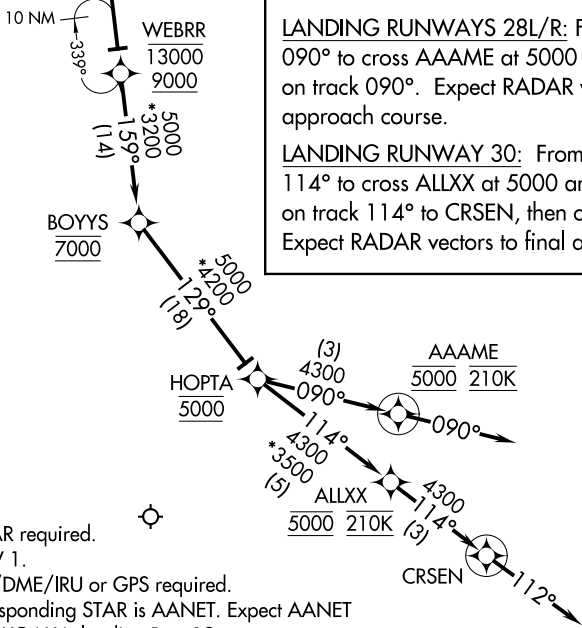 10 NM
339°
WEBRR
13000
9000
5000
*3200
159°
(14)
BOYYS
7000
5000
*4200
129°
(18)
HOPTA
5000
(3)
4300
090°
AAAME
5000 210K
090°
114°
4300
*3500
(5)
ALLXX
5000 210K
4300
114°
(3)
CRSEN
112°
LANDING RUNWAYS 28L/R:
090° to cross AAAME at 5000
on track 090°. Expect RADAR
approach course.
LANDING RUNWAY 30: From
114° to cross ALLXX at 5000
on track 114° to CRSEN, then
Expect RADAR vectors to final
required.
1.
/DME/IRU or GPS required.
STAR is AANET. Expect AANET